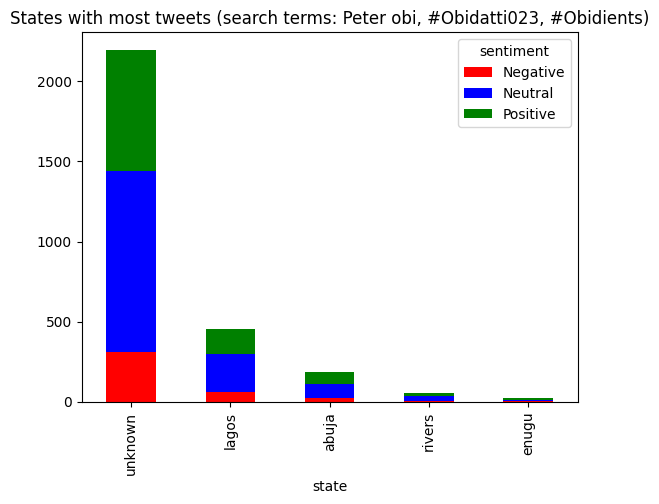 States with most tweets (search terms: Peter obi, #Obidatti023, #Obidients)
sentiment
Negative
Neutral
Positive
2000
1500
1000
500
0
unknown
lagos
abuja
rivers
enugu
state